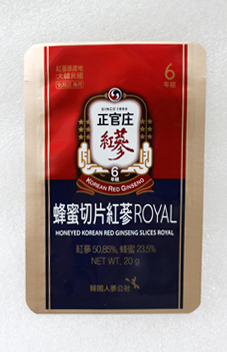 6
年根
SINCE 1899
正官庄
紅蔘
6
年根
KOREAN RED GINSENG
蜂蜜切片紅蔘ROYAL
HONEYED KOREAN RED GINSENG SLICES ROYAL
紅蔘 50.85%, 蜂蜜 23.5%
NET WT. 20 g
韓國人蔘公社